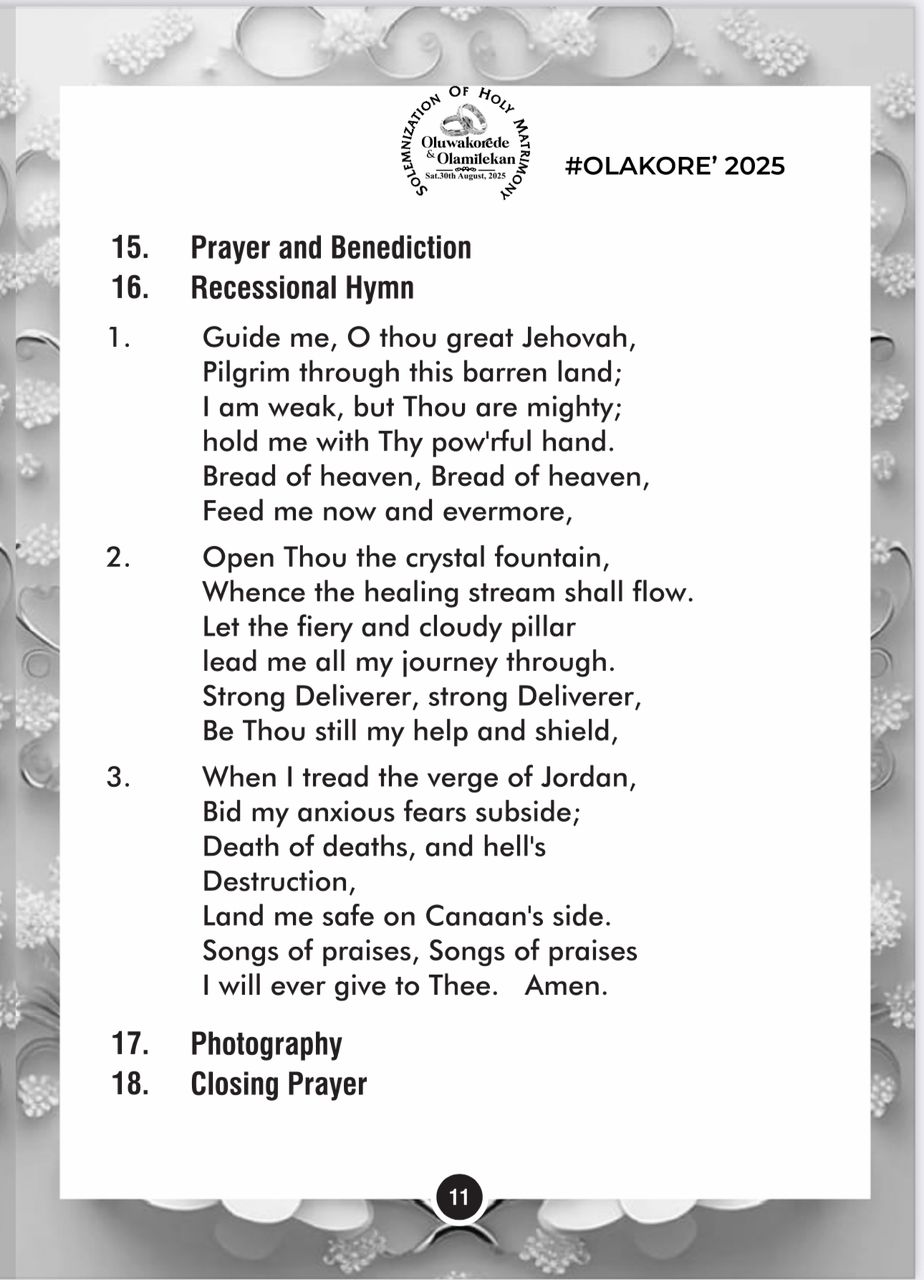 SOLEMNIZATION OF HOLY MATRIMONY
Oluwakorede
& Olamilekan
Sat.30th August, 2025
#OLAKORE’ 2025
15. Prayer and Benediction
16. Recessional Hymn
1. Guide me, O thou great Jehovah,
Pilgrim through this barren land;
I am weak, but Thou are mighty;
hold me with Thy pow'rful hand.
Bread of heaven, Bread of heaven,
Feed me now and evermore,
2. Open Thou the crystal fountain,
Whence the healing stream shall flow.
Let the fiery and cloudy pillar
lead me all my journey through.
Strong Deliverer, strong Deliverer,
Be Thou still my help and shield,
3. When I tread the verge of Jordan,
Bid my anxious fears subside;
Death of deaths, and hell's
Destruction,
Land me safe on Canaan's side.
Songs of praises, Songs of praises
I will ever give to Thee. Amen.
17. Photography
18. Closing Prayer
11